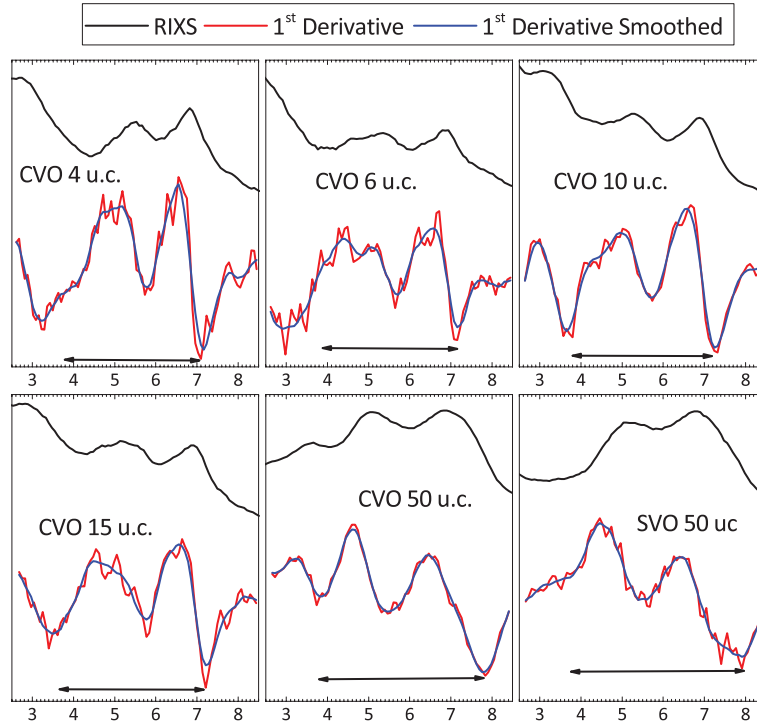 RIXS 1st Derivative 1st Derivative Smoothed
CVO 4 u.c.
CVO 6 u.c.
CVO 10 u.c.
3 4 5 6 7 8 3 4 5 6 7 8 3 4 5 6 7 8
CVO 15 u.c.
CVO 50 u.c.
SVO 50 uc
3 4 5 6 7 8 3 4 5 6 7 8 3 4 5 6 7 8